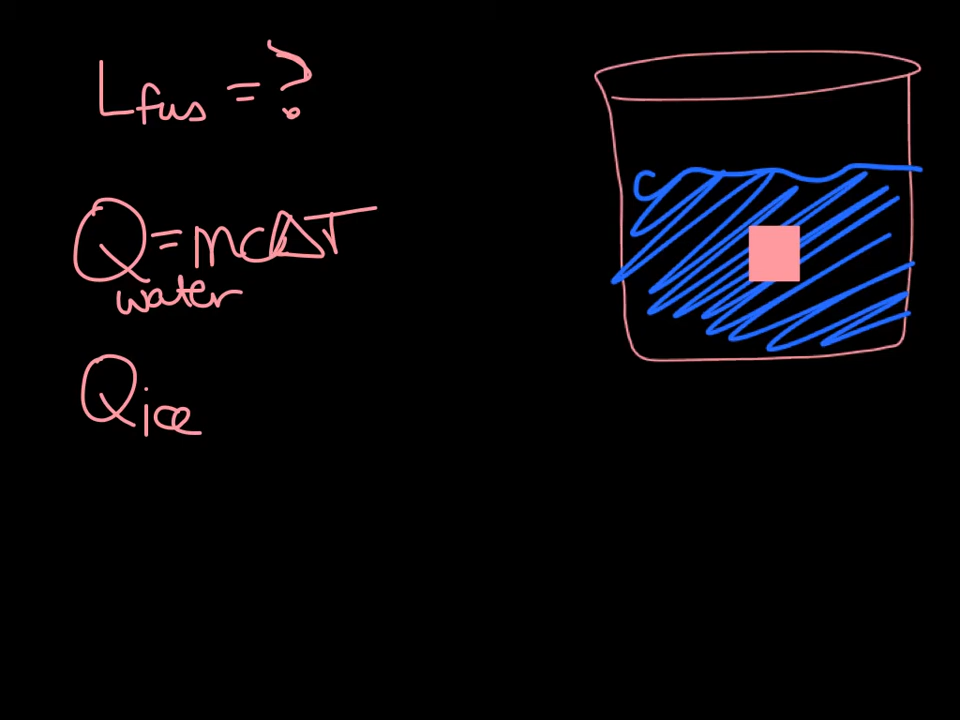 Lfus = ?
Q = mcΔT
water
Qice